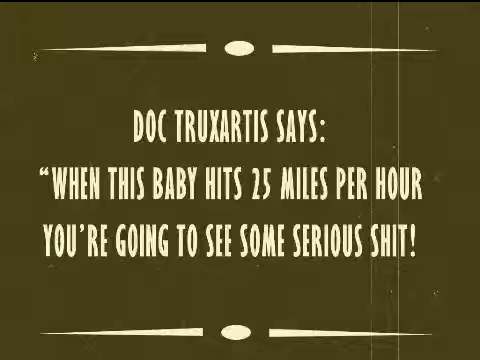 DOC TRUXARTIS SAYS:
“WHEN THIS BABY HITS 25 MILES PER HOUR
YOU'RE GOING TO SEE SOME SERIOUS SHIT!